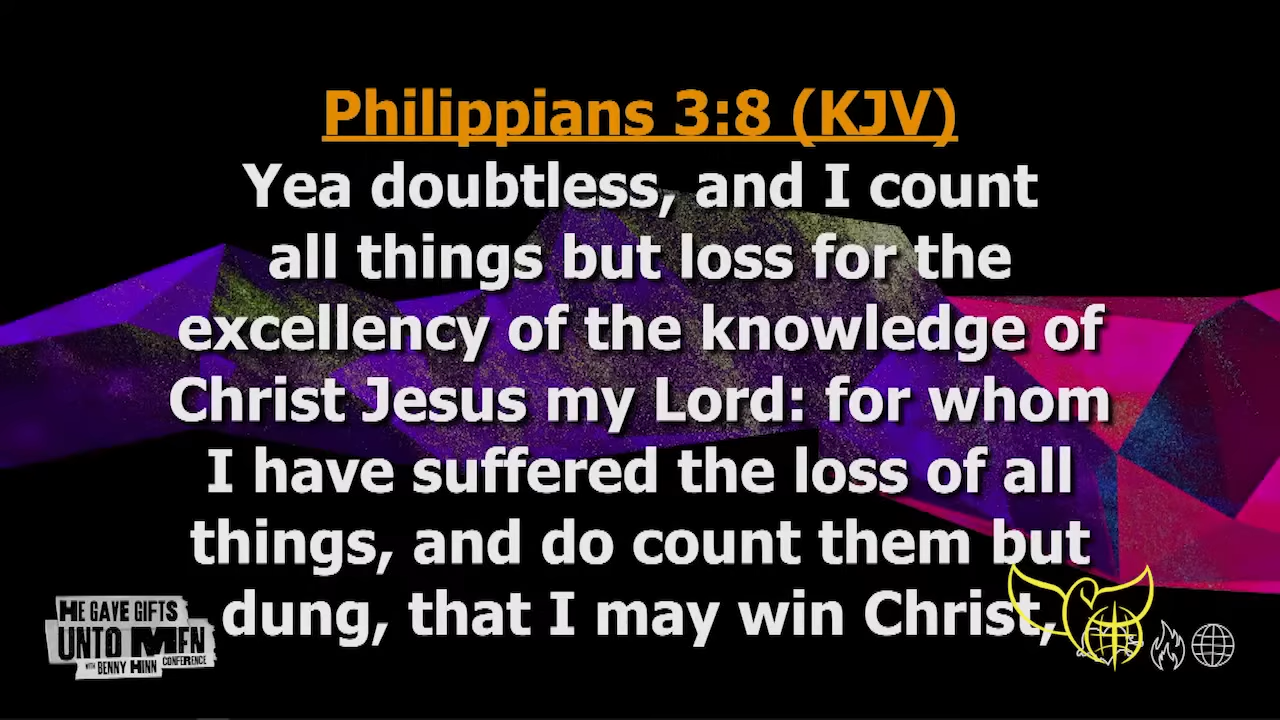 Philippians 3:8 (KJV)
Yea doubtless, and I count
all things but loss for the
excellency of the knowledge of
Christ Jesus my Lord: for whom
I have suffered the loss of all
things, and do count them but
dung, that I may win Christ,
HE GAVE GIFTS
UNTO MEN
WITH BENNY HINN CONFERENCE